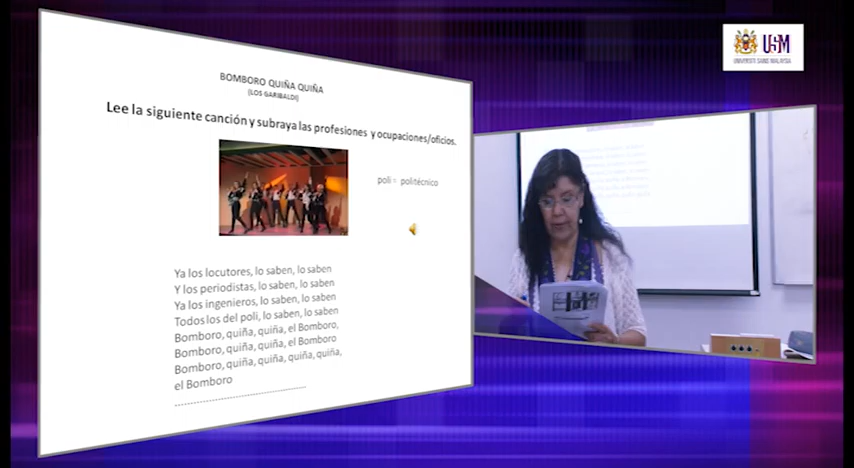 BOMBORO QUIÑA QUIÑA
(LOS GARIBALDI)
Lee la siguiente canción y subraya las profesiones y ocupaciones/oficios.
poli = politécnico
Ya los locutores, lo saben, lo saben
Y los periodistas, lo saben, lo saben
Ya los ingenieros, lo saben, lo saben
Todos los del poli, lo saben, lo saben
Bomboro, quiña, quiña, el Bomboro,
Bomboro, quiña, quiña, el Bomboro
Bomboro, quiña, quiña, quiña, quiña,
el Bomboro
USM
UNIVERSITI SAINS MALAYSIA